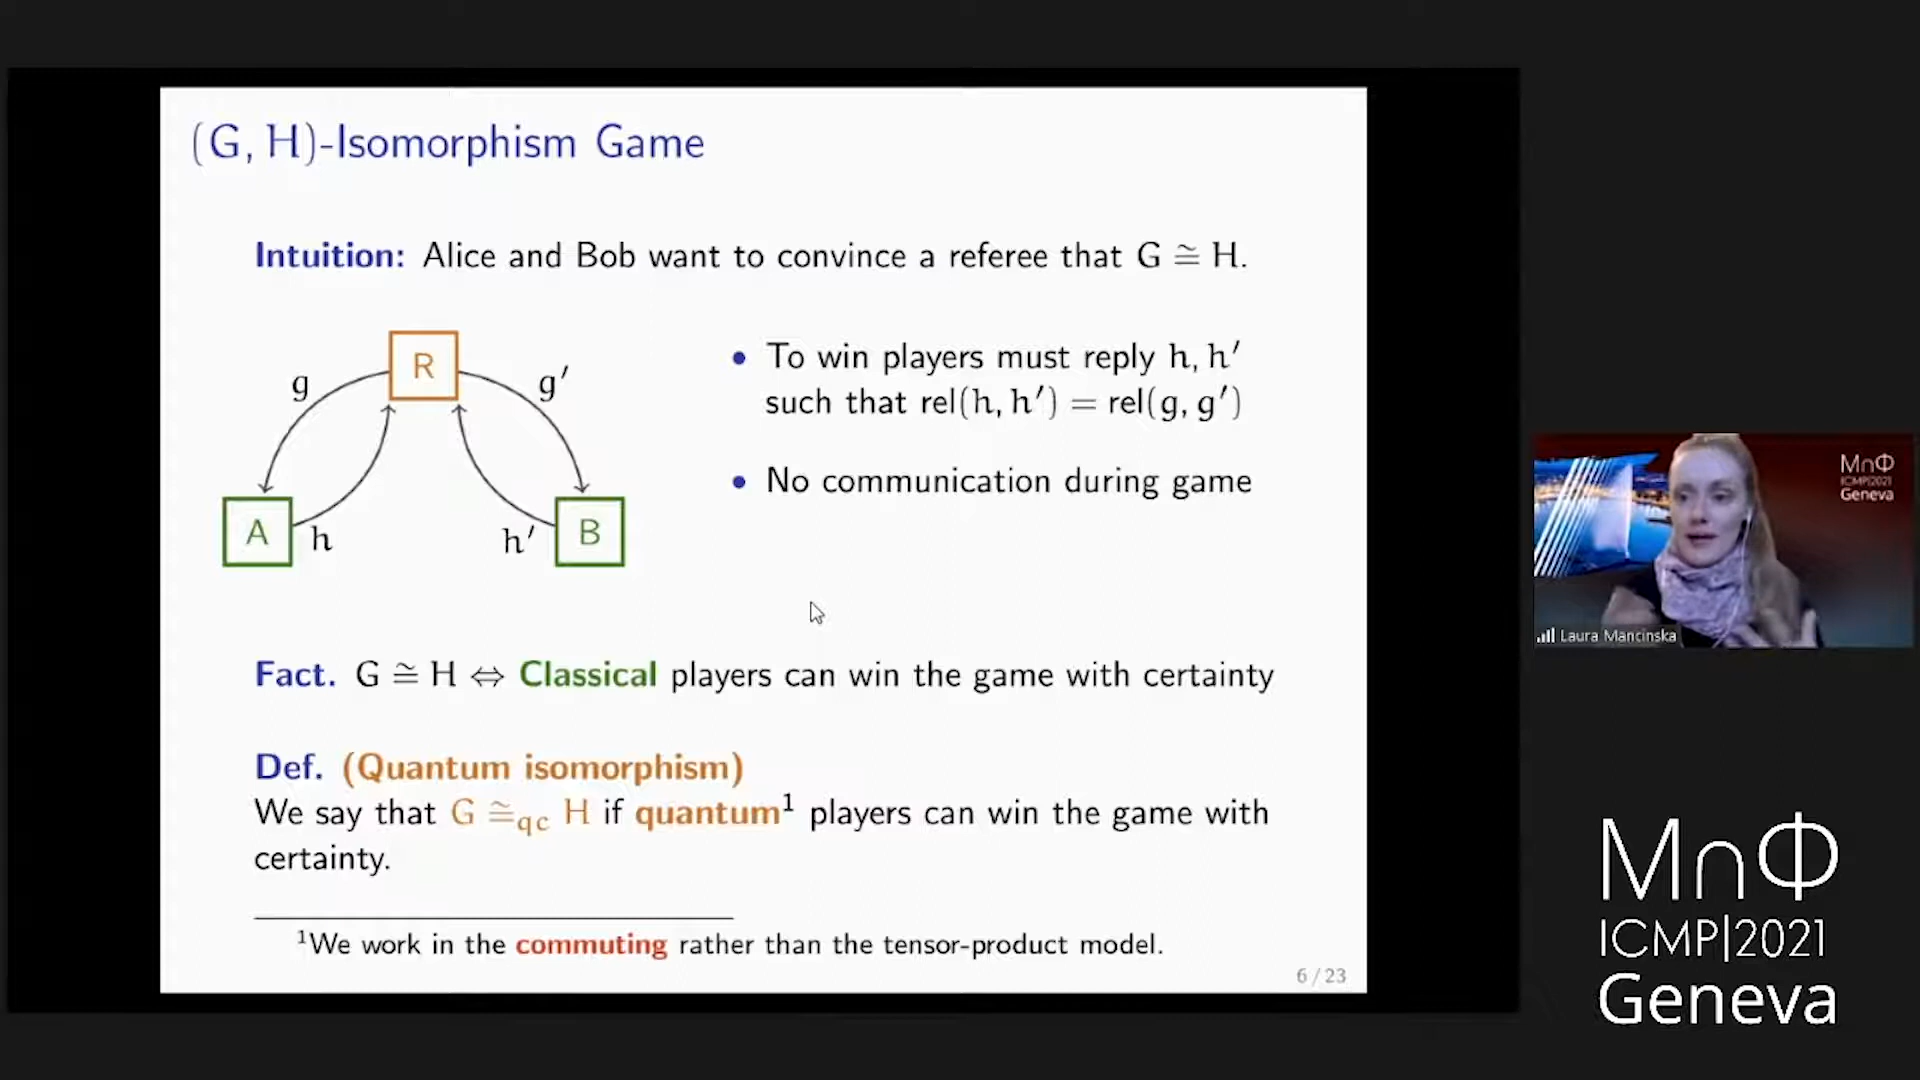 (G, H)-Isomorphism Game
Intuition: Alice and Bob want to convince a referee that G ≅ H.
R
g
g′
A
h
h′
B
• To win players must reply h, h′
such that rel(h, h′) = rel(g, g′)
• No communication during game
Fact. G ≅ H ⇔ Classical players can win the game with certainty
Def. (Quantum isomorphism)
We say that G ≅qc H if quantum¹ players can win the game with
certainty.
¹We work in the commuting rather than the tensor-product model.
6 / 23
Laura Mancinska
M∩Φ
ICMP|2021
Geneva
M∩Φ
ICMP|2021
Geneva